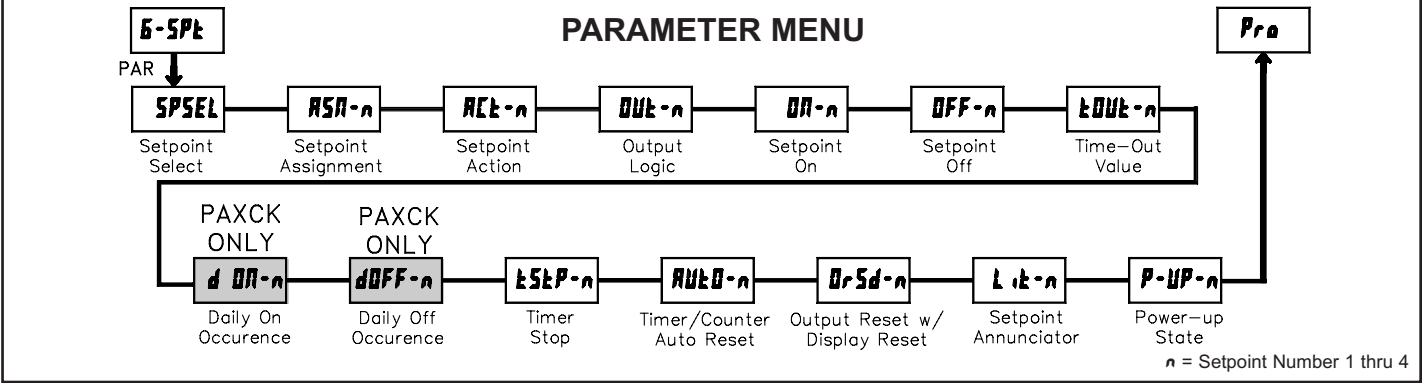 6-SPt
PARAMETER MENU
Pro
PAR
SPSEL
ASN-n
ACt-n
OUt-n
ON-n
OFF-n
tOUt-n
Setpoint
Select
Setpoint
Assignment
Setpoint
Action
Output
Logic
Setpoint
On
Setpoint
Off
Time-Out
Value
PAXCK
ONLY
PAXCK
ONLY
d ON-n
dOFF-n
tStP-n
AUtO-n
OrSd-n
Lit-n
P-UP-n
Daily On
Occurence
Daily Off
Occurence
Timer
Stop
Timer/Counter
Auto Reset
Output Reset w/
Display Reset
Setpoint
Annunciator
Power-up
State
n = Setpoint Number 1 thru 4